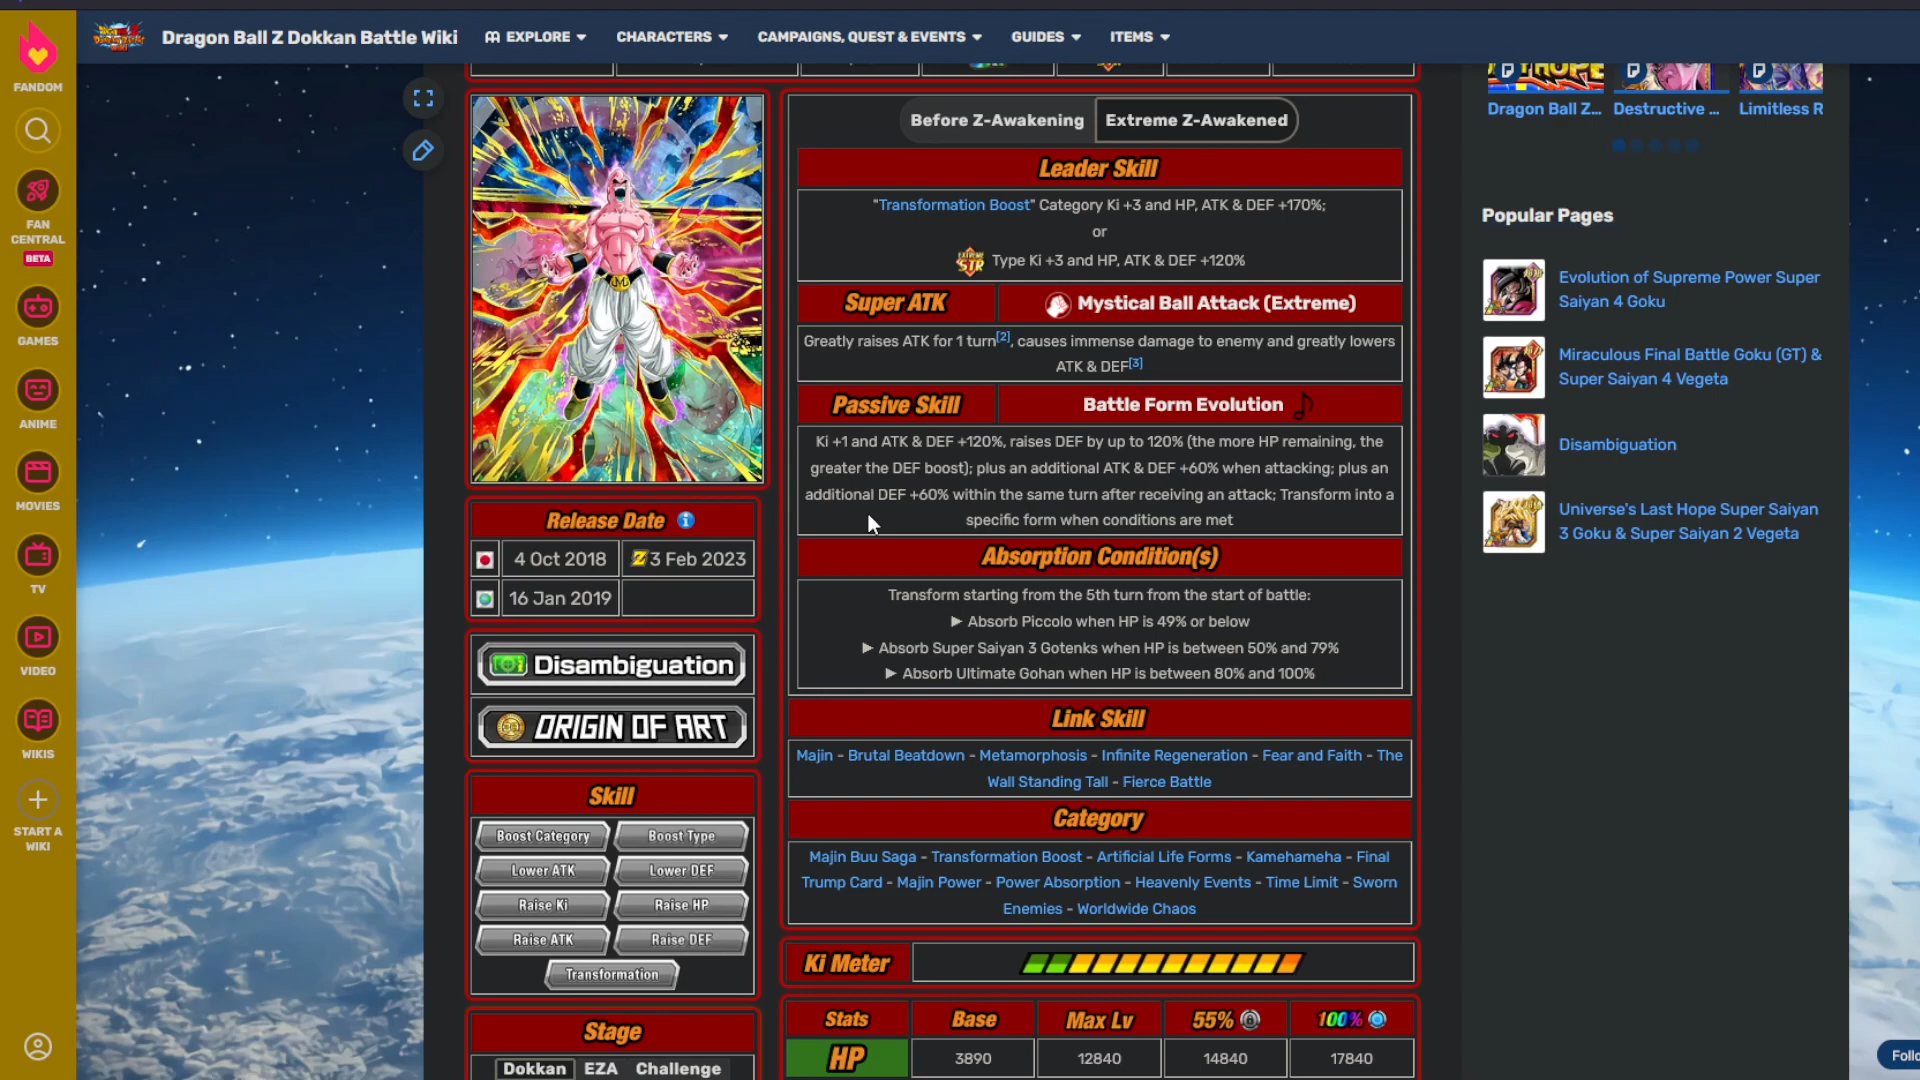 Dragon Ball Z Dokkan Battle Wiki
EXPLORE
CHARACTERS
CAMPAIGNS, QUEST & EVENTS
GUIDES
ITEMS
FANDOM
FAN CENTRAL
BETA
GAMES
ANIME
MOVIES
TV
VIDEO
WIKIS
START A WIKI
Before Z-Awakening
Extreme Z-Awakened
Leader Skill
"Transformation Boost" Category Ki +3 and HP, ATK & DEF +170%;
or
EXTREME STR Type Ki +3 and HP, ATK & DEF +120%
Super ATK
Mystical Ball Attack (Extreme)
Greatly raises ATK for 1 turn[2], causes immense damage to enemy and greatly lowers
ATK & DEF[3]
Passive Skill
Battle Form Evolution
Ki +1 and ATK & DEF +120%, raises DEF by up to 120% (the more HP remaining, the
greater the DEF boost); plus an additional ATK & DEF +60% when attacking; plus an
additional DEF +60% within the same turn after receiving an attack; Transform into a
specific form when conditions are met
Absorption Condition(s)
Transform starting from the 5th turn from the start of battle:
► Absorb Piccolo when HP is 49% or below
► Absorb Super Saiyan 3 Gotenks when HP is between 50% and 79%
► Absorb Ultimate Gohan when HP is between 80% and 100%
Link Skill
Majin - Brutal Beatdown - Metamorphosis - Infinite Regeneration - Fear and Faith - The
Wall Standing Tall - Fierce Battle
Category
Majin Buu Saga - Transformation Boost - Artificial Life Forms - Kamehameha - Final
Trump Card - Majin Power - Power Absorption - Heavenly Events - Time Limit - Sworn
Enemies - Worldwide Chaos
Ki Meter
Stats Base Max Lv 55% 100%
HP 3890 12840 14840 17840
Release Date
4 Oct 2018 Z 3 Feb 2023
16 Jan 2019
Disambiguation
ORIGIN OF ART
Skill
Boost Category Boost Type
Lower ATK Lower DEF
Raise Ki Raise HP
Raise ATK Raise DEF
Transformation
Stage
Dokkan EZA Challenge
Dragon Ball Z... Destructive ... Limitless R
Popular Pages
Evolution of Supreme Power Super
Saiyan 4 Goku
Miraculous Final Battle Goku (GT) &
Super Saiyan 4 Vegeta
Disambiguation
Universe's Last Hope Super Saiyan
3 Goku & Super Saiyan 2 Vegeta
Follo